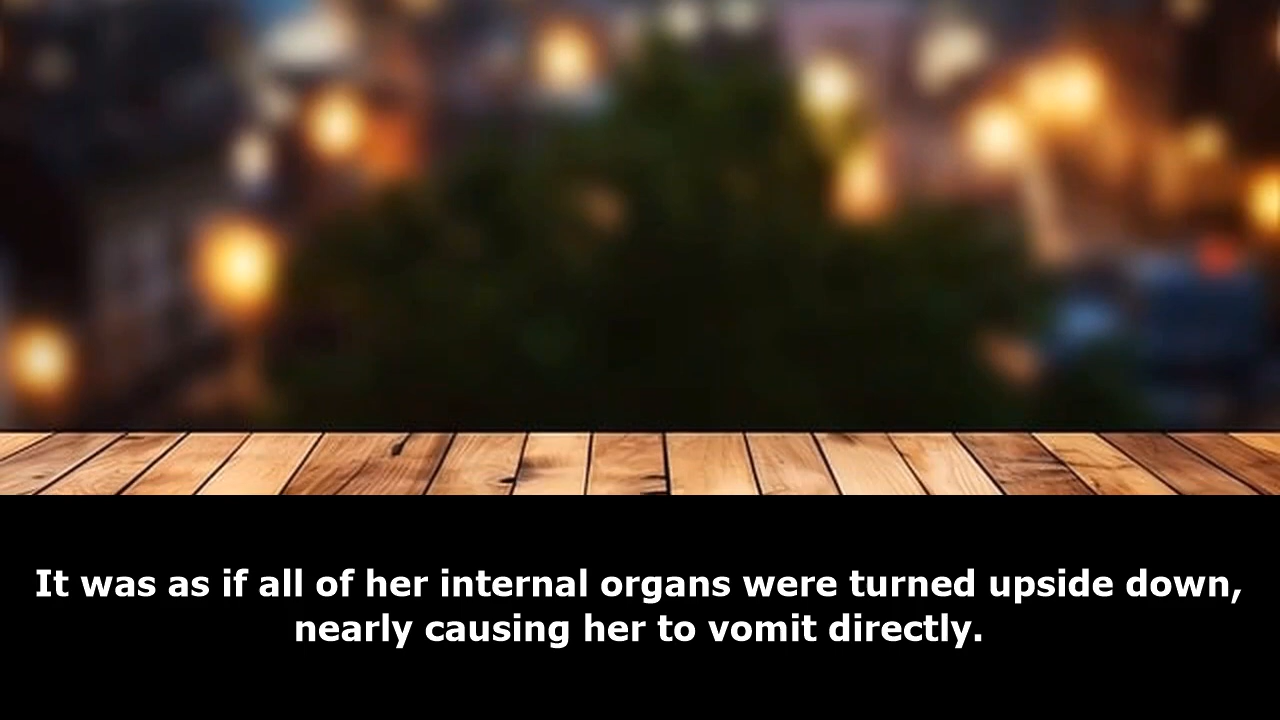 It was as if all of her internal organs were turned upside down,
nearly causing her to vomit directly.